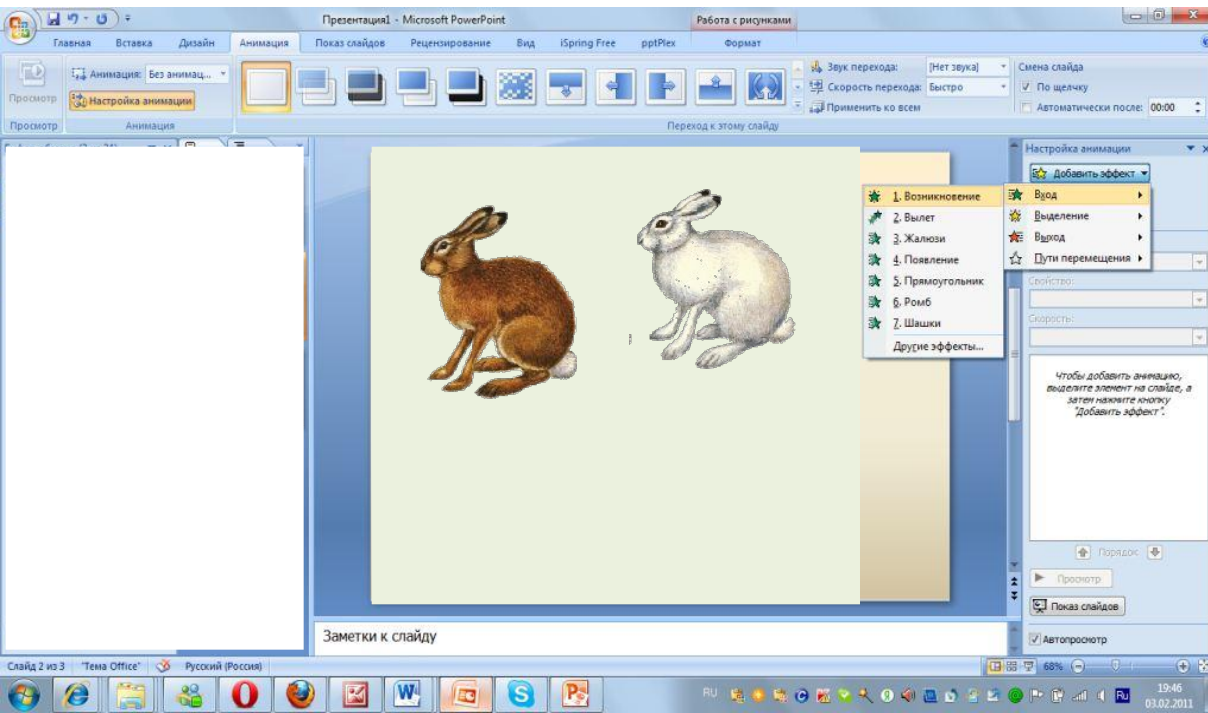 Презентация1 - Microsoft PowerPoint
Работа с рисунками
Главная Вставка Дизайн Анимация Показ слайдов Рецензирование Вид iSpring Free pptPlex Формат
Просмотр
Анимация: Без анимац...
Настройка анимации
Звук перехода: [Нет звука]
Скорость перехода: Быстро
Применить ко всем
Смена слайда
По щелчку
Автоматически после: 00:00
Просмотр Анимация Переход к этому слайду
Настройка анимации
Добавить эффект
Вход
Выделение
Выход
Пути перемещения
1. Возникновение
2. Вылет
3. Жалюзи
4. Появление
5. Прямоугольник
6. Ромб
7. Шашки
Другие эффекты...
Свойство:
Скорость:
Чтобы добавить анимацию,
выделите элемент на слайде, а
затем нажмите кнопку
"Добавить эффект".
Порядок
Просмотр
Показ слайдов
Автопросмотр
Заметки к слайду
Слайд 2 из 3 "Тема Office" Русский (Россия) 68%
RU Ru 19:46
03.02.2011